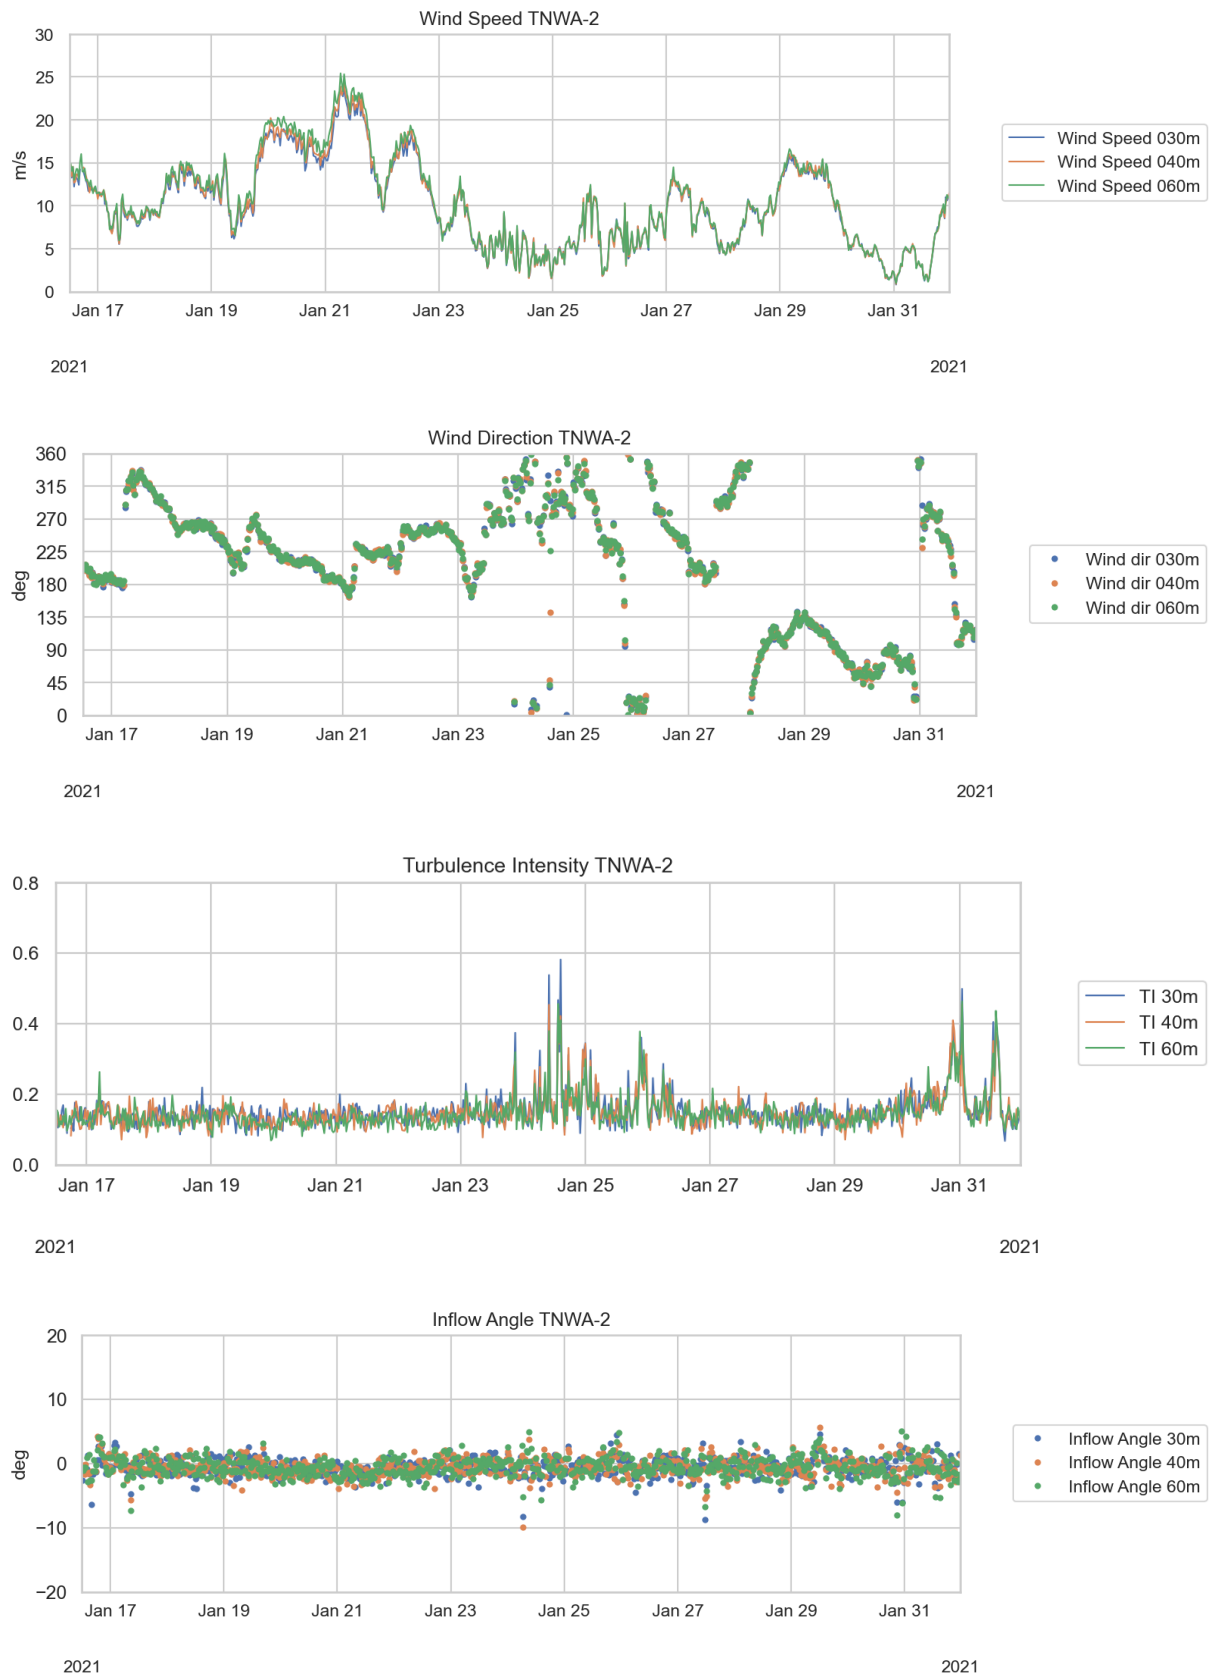 Wind Speed TNWA-2
30
25
20
15
10
5
0
m/s
Jan 17 Jan 19 Jan 21 Jan 23 Jan 25 Jan 27 Jan 29 Jan 31
2021 2021
Wind Speed 030m
Wind Speed 040m
Wind Speed 060m
Wind Direction TNWA-2
360
315
270
225
180
135
90
45
0
deg
Jan 17 Jan 19 Jan 21 Jan 23 Jan 25 Jan 27 Jan 29 Jan 31
2021 2021
Wind dir 030m
Wind dir 040m
Wind dir 060m
Turbulence Intensity TNWA-2
0.8
0.6
0.4
0.2
0.0
Jan 17 Jan 19 Jan 21 Jan 23 Jan 25 Jan 27 Jan 29 Jan 31
2021 2021
TI 30m
TI 40m
TI 60m
Inflow Angle TNWA-2
20
10
0
−10
−20
deg
Jan 17 Jan 19 Jan 21 Jan 23 Jan 25 Jan 27 Jan 29 Jan 31
2021 2021
Inflow Angle 30m
Inflow Angle 40m
Inflow Angle 60m